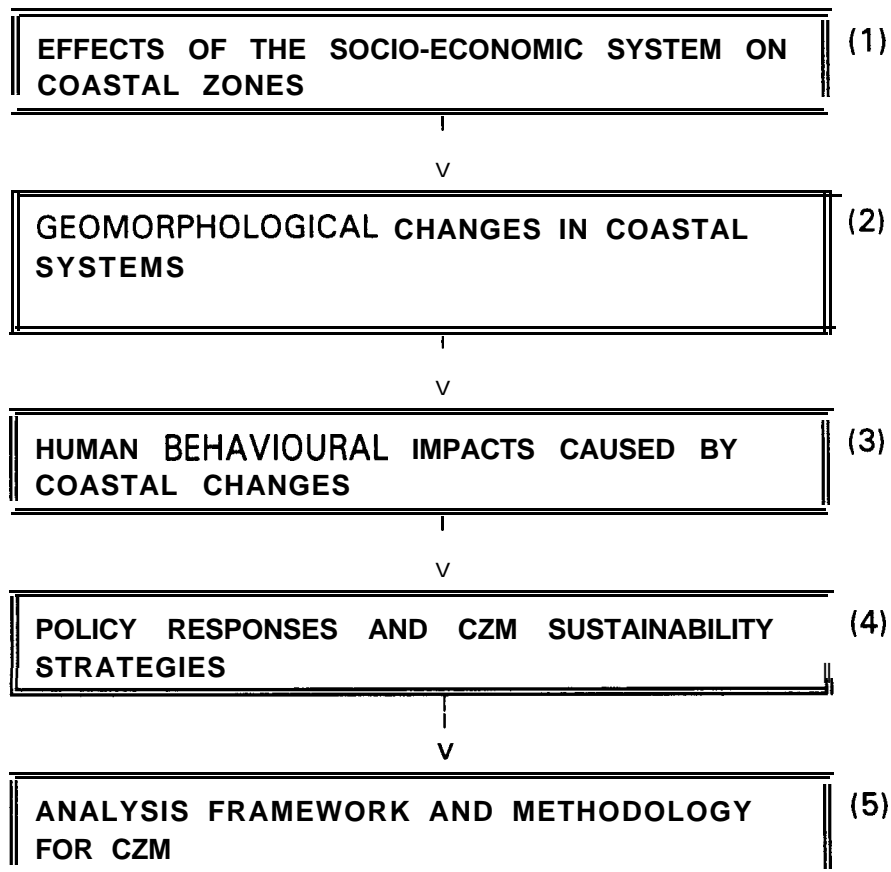 EFFECTS OF THE SOCIO-ECONOMIC SYSTEM ON (1)
COASTAL ZONES
GEOMORPHOLOGICAL CHANGES IN COASTAL (2)
SYSTEMS
HUMAN BEHAVIOURAL IMPACTS CAUSED BY (3)
COASTAL CHANGES
POLICY RESPONSES AND CZM SUSTAINABILITY (4)
STRATEGIES
ANALYSIS FRAMEWORK AND METHODOLOGY (5)
FOR CZM